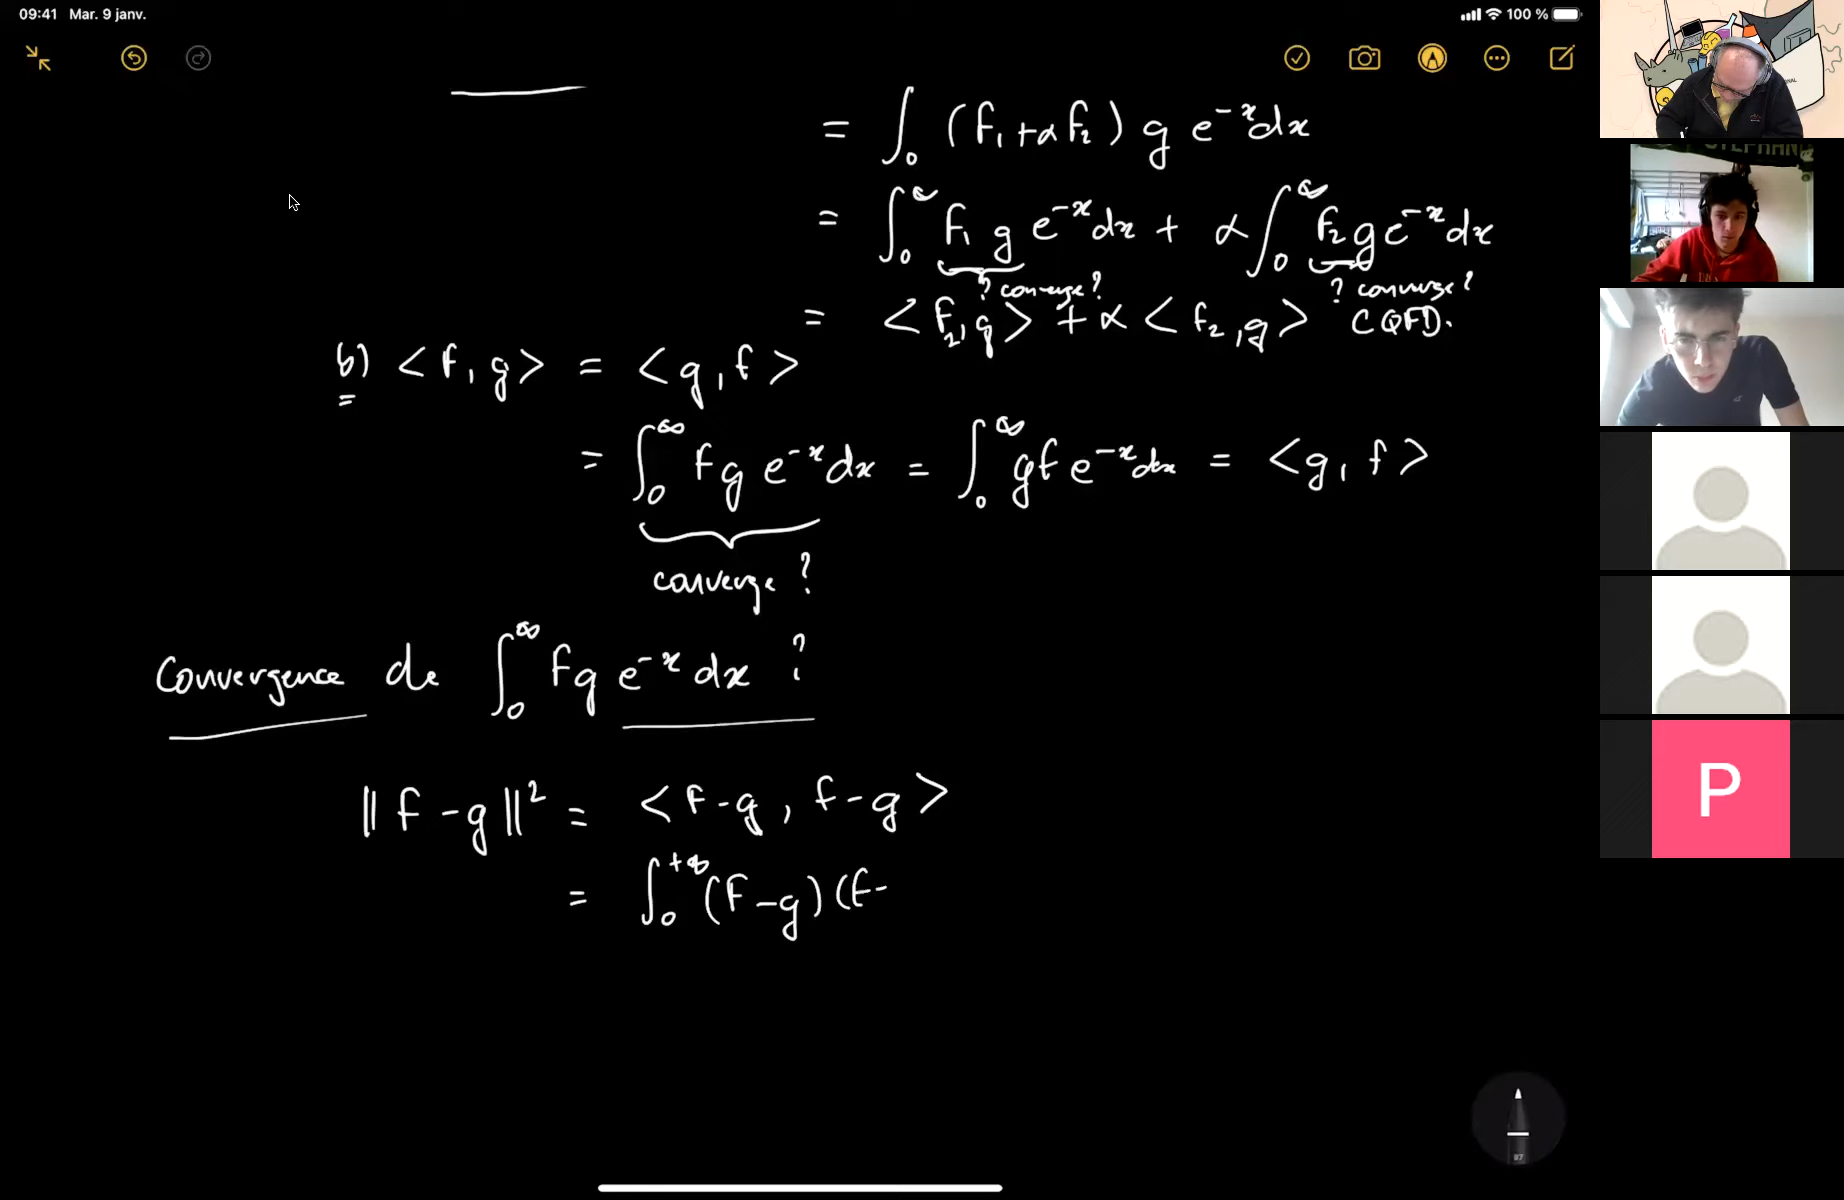 09:41 Mar. 9 janv. 100 %
= ∫₀ (f₁ + αf₂) g e^{-x} dx
= ∫₀^∞ f₁ g e^{-x} dx + α ∫₀^∞ f₂ g e^{-x} dx
? converge ? ? converge ?
= < f₂, g > + α < f₂, g > CQFD.
b) < f, g > = < g, f >
= ∫₀^∞ f g e^{-x} dx = ∫₀^∞ g f e^{-x} dx = < g, f >
converge ?
Convergence de ∫₀^∞ f g e^{-x} dx ?
‖ f - g ‖² = < f - g, f - g >
= ∫₀^{+∞} (f - g) (f -
P